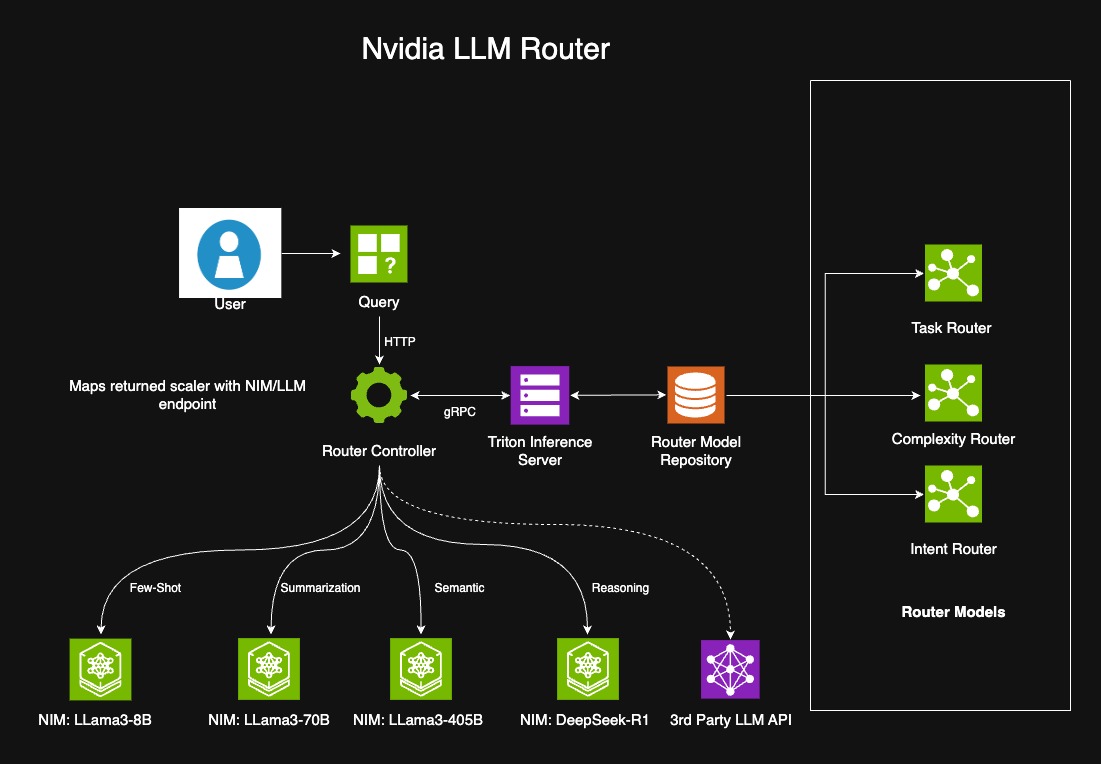 Nvidia LLM Router
User
?
Query
HTTP
Maps returned scaler with NIM/LLM
endpoint
Router Controller
gRPC
Triton Inference
Server
Router Model
Repository
Task Router
Complexity Router
Intent Router
Router Models
Few-Shot
Summarization
Semantic
Reasoning
NIM: LLama3-8B
NIM: LLama3-70B
NIM: LLama3-405B
NIM: DeepSeek-R1
3rd Party LLM API